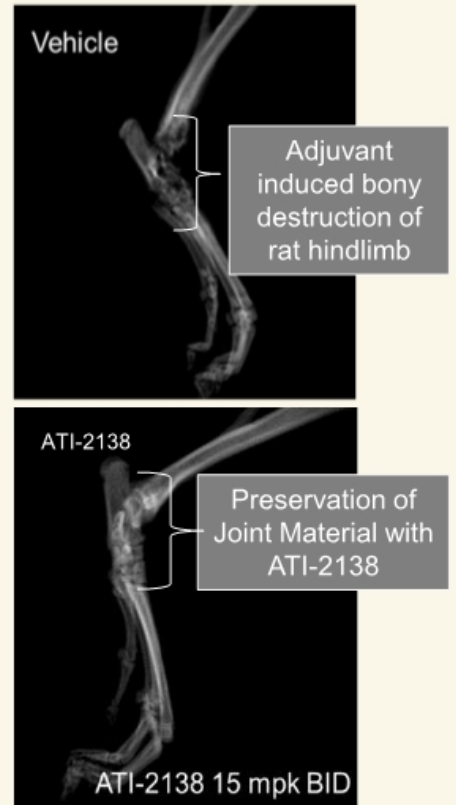 Vehicle
Adjuvant
induced bony
destruction of
rat hindlimb
ATI-2138
Preservation of
Joint Material with
ATI-2138
ATI-2138 15 mpk BID